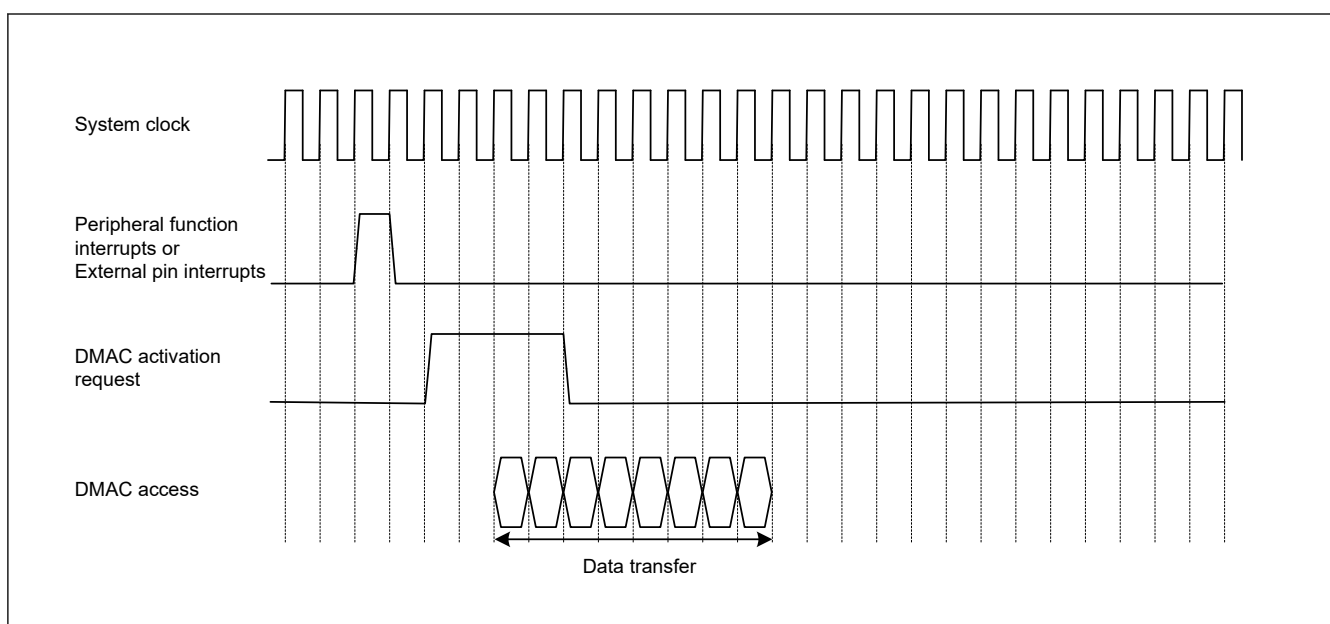 System clock
Peripheral function
interrupts or
External pin interrupts
DMAC activation
request
DMAC access
Data transfer